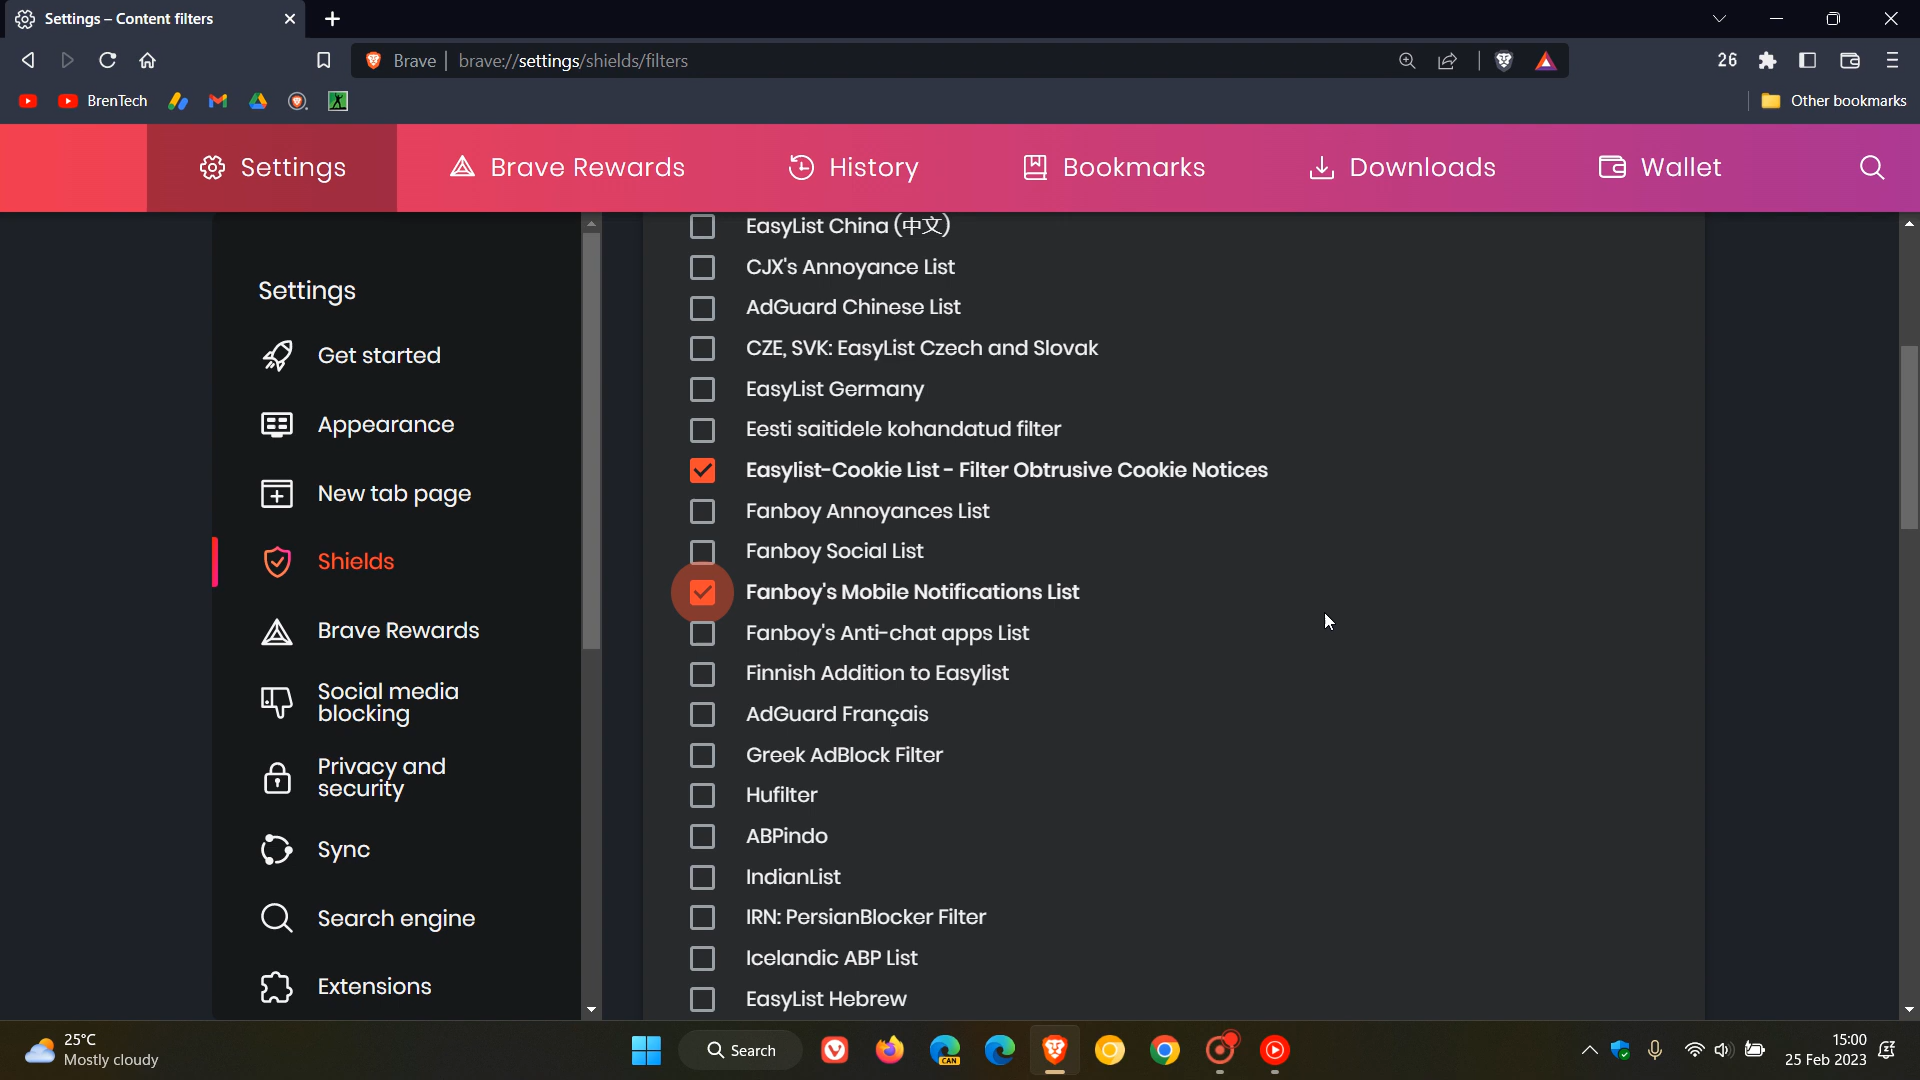 Settings – Content filters
Brave
brave://settings/shields/filters
26
BrenTech
Other bookmarks
Settings
Brave Rewards
History
Bookmarks
Downloads
Wallet
Settings
Get started
Appearance
New tab page
Shields
Brave Rewards
Social media
blocking
Privacy and
security
Sync
Search engine
Extensions
EasyList China (中文)
CJX's Annoyance List
AdGuard Chinese List
CZE, SVK: EasyList Czech and Slovak
EasyList Germany
Eesti saitidele kohandatud filter
Easylist-Cookie List - Filter Obtrusive Cookie Notices
Fanboy Annoyances List
Fanboy Social List
Fanboy's Mobile Notifications List
Fanboy's Anti-chat apps List
Finnish Addition to Easylist
AdGuard Français
Greek AdBlock Filter
Hufilter
ABPindo
IndianList
IRN: PersianBlocker Filter
Icelandic ABP List
EasyList Hebrew
25°C
Mostly cloudy
Search
CAN
15:00
25 Feb 2023